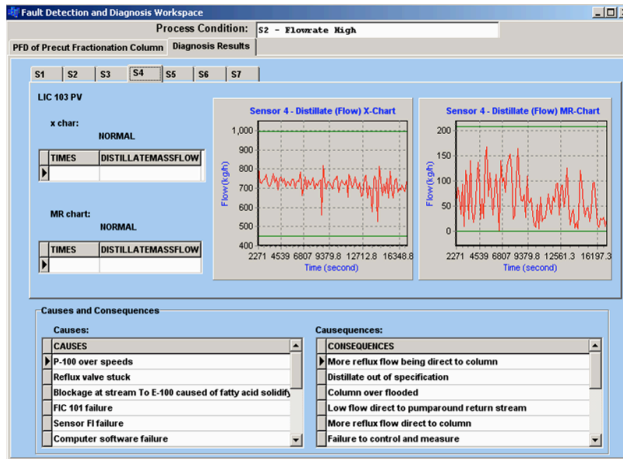 Fault Detection and Diagnosis Workspace
Process Condition: S2 - Flowrate High
PFD of Precut Fractionation Column Diagnosis Results
S1 S2 S3 S4 S5 S6 S7
LIC 103 PV
x char:
NORMAL
TIMES DISTILLATEMASSFLOW
MR chart:
NORMAL
TIMES DISTILLATEMASSFLOW
Sensor 4 - Distillate (Flow) X-Chart
1,000
900
800
700
600
500
400
Flow(kg/h)
2271 4539 6807 9379.8 12712.8 16348.8
Time (second)
Sensor 4 - Distillate (Flow) MR-Chart
200
150
100
50
0
Flow(kg/h)
2271 4539 6807 9379.8 12561.3 16197.3
Time (second)
Causes and Consequences
Causes:
CAUSES
P-100 over speeds
Reflux valve stuck
Blockage at stream To E-100 caused of fatty acid solidify
FIC 101 failure
Sensor FI failure
Computer software failure
Causequences:
CONSEQUENCES
More reflux flow being direct to column
Distillate out of specification
Column over flooded
Low flow direct to pumparound return stream
More reflux flow direct to column
Failure to control and measure